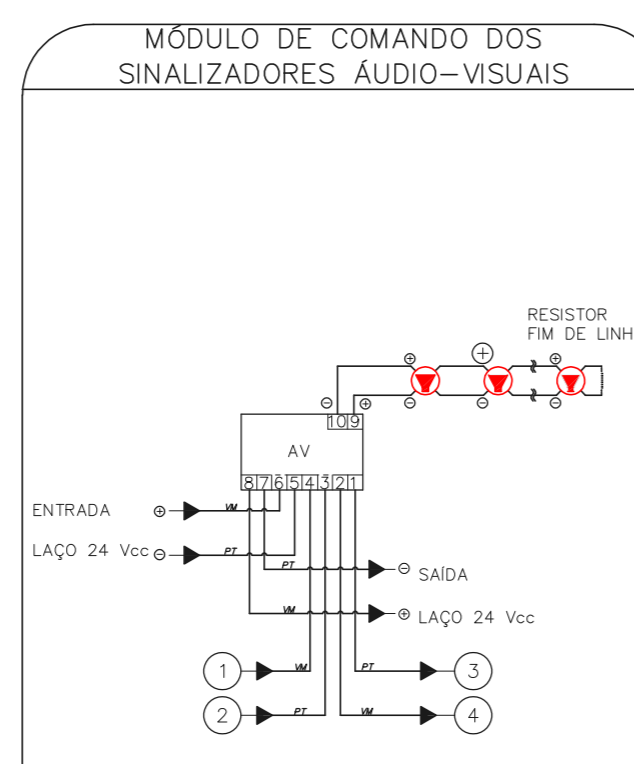 MÓDULO DE COMANDO DOS
SINALIZADORES ÁUDIO-VISUAIS
RESISTOR
FIM DE LINH
⊕ ⊕ ⊕
⊖ ⊖ ⊖
⊖ 10 9 ⊕
AV
8 7 6 5 4 3 2 1
ENTRADA ⊕ VM
LAÇO 24 Vcc ⊖ PT
PT ⊖ SAÍDA
VM ⊕ LAÇO 24 Vcc
1 VM PT 3
2 PT VM 4